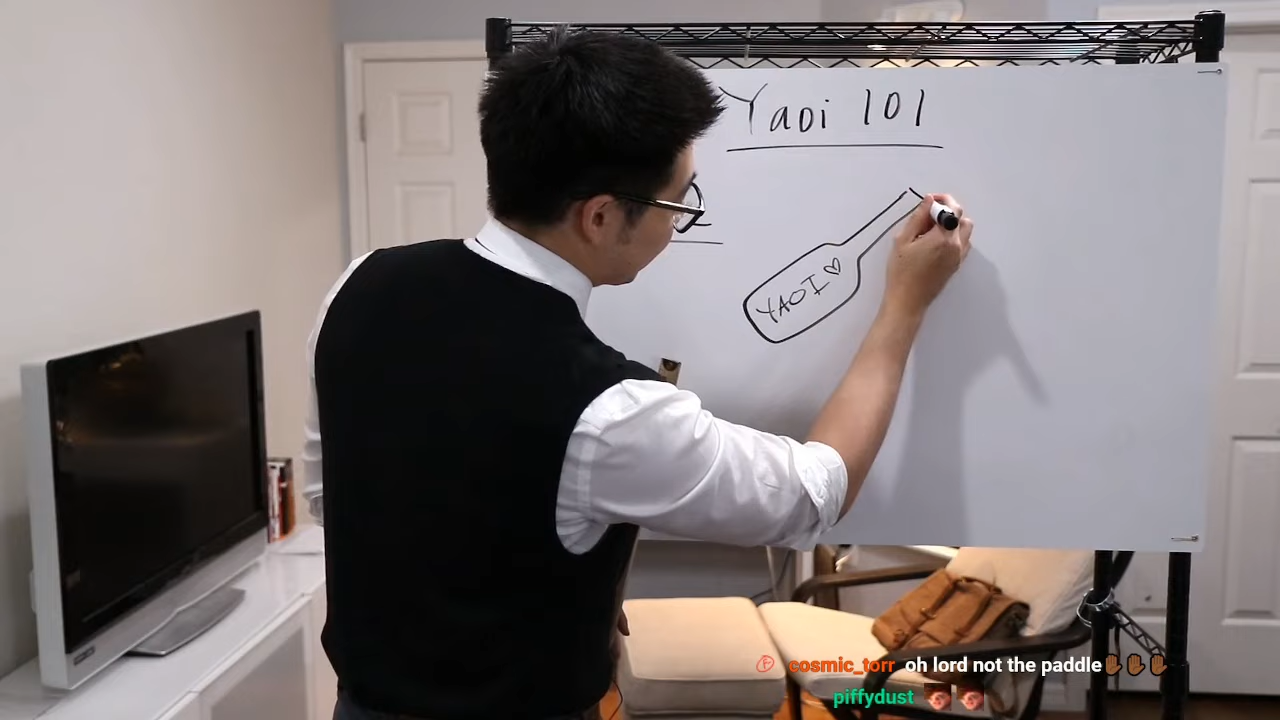 Yaoi 101
YAOI♡
cosmic_torr oh lord not the paddle✋🏾✋🏾✋🏾
piffydust